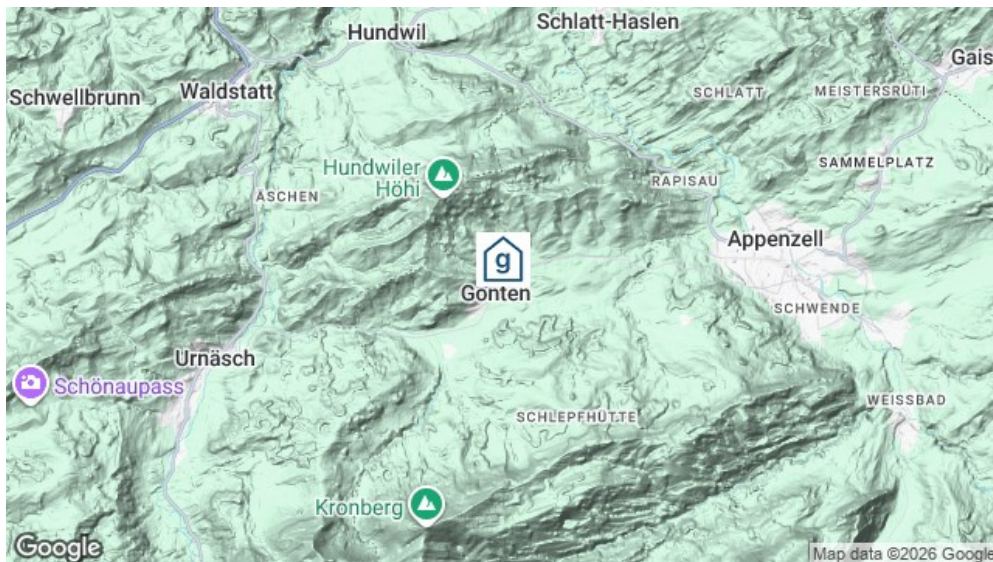 Hundwil
Schlatt-Haslen
Gais
Schwellbrunn
Waldstatt
SCHLATT
MEISTERSRÜTI
Hundwiler
Höhi
SAMMELPLATZ
ÄSCHEN
RAPISAU
Appenzell
g
Gonten
SCHWENDE
Urnäsch
Schönaupass
WEISSBAD
SCHLEPFHÜTTE
Kronberg
Google
Map data ©2026 Google